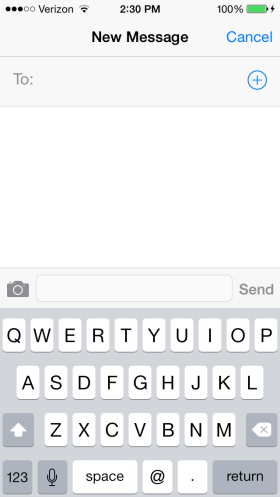 Verizon 2:30 PM 100%
New Message Cancel
To:
Send
Q W E R T Y U I O P
A S D F G H J K L
Z X C V B N M
123 space @ . return